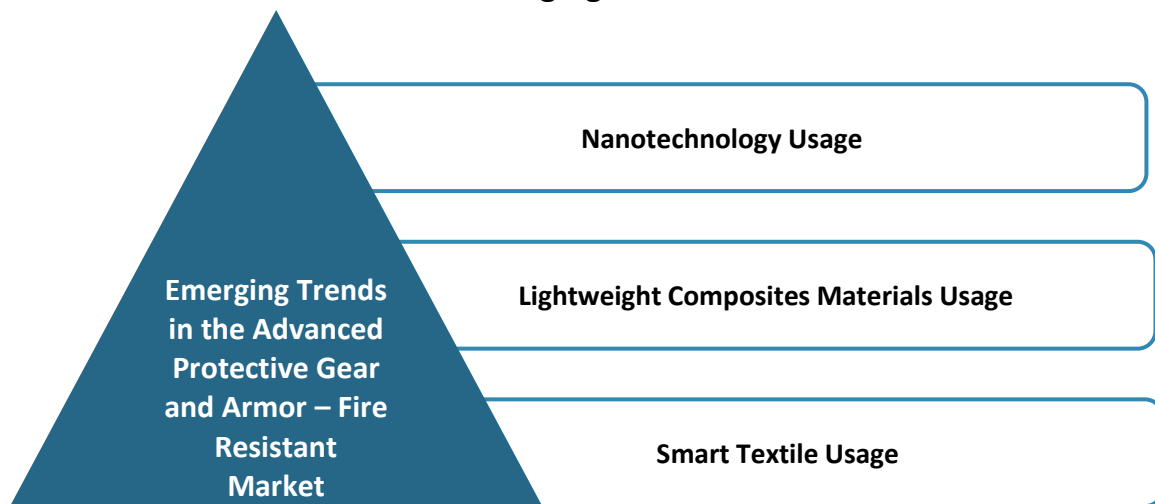 Nanotechnology Usage
Emerging Trends
in the Advanced
Protective Gear
and Armor – Fire
Resistant
Market
Lightweight Composites Materials Usage
Smart Textile Usage